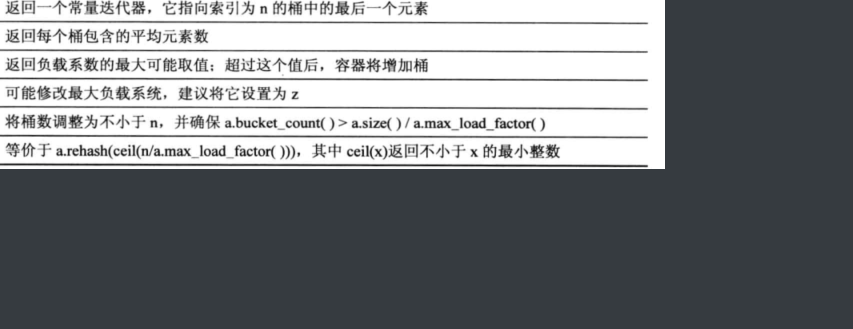 返回一个常量迭代器，它指向索引为 n 的桶中的最后一个元素
返回每个桶包含的平均元素数
返回负载系数的最大可能取值；超过这个值后，容器将增加桶
可能修改最大负载系统，建议将它设置为 z
将桶数调整为不小于 n，并确保 a.bucket_count( ) > a.size( ) / a.max_load_factor( )
等价于 a.rehash(ceil(n/a.max_load_factor( )))，其中 ceil(x)返回不小于 x 的最小整数